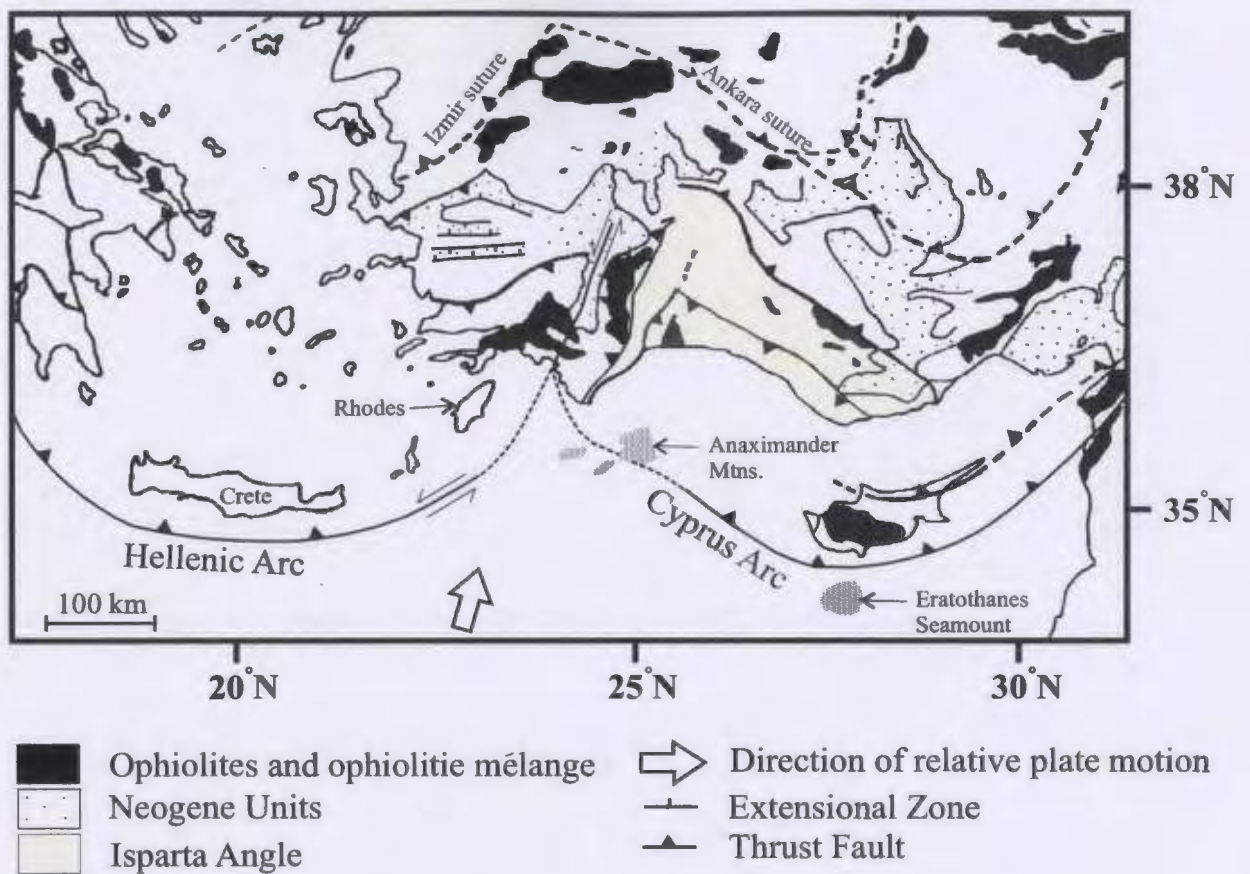 Izmir suture
Ankara suture
38°N
Rhodes
Anaximander
Mtns.
Crete
35°N
Cyprus Arc
Hellenic Arc
100 km
Eratothanes
Seamount
20°N
25°N
30°N
Ophiolites and ophiolitie mélange
Direction of relative plate motion
Neogene Units
Extensional Zone
Isparta Angle
Thrust Fault